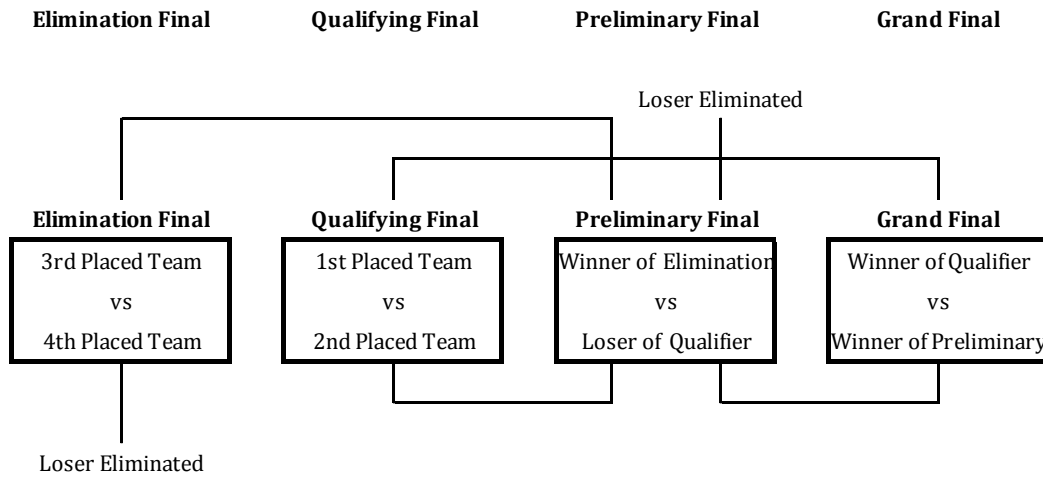 Elimination Final
Qualifying Final
Preliminary Final
Grand Final
Loser Eliminated
Elimination Final
3rd Placed Team
vs
4th Placed Team
Qualifying Final
1st Placed Team
vs
2nd Placed Team
Preliminary Final
Winner of Elimination
vs
Loser of Qualifier
Grand Final
Winner of Qualifier
vs
Winner of Preliminary
Loser Eliminated